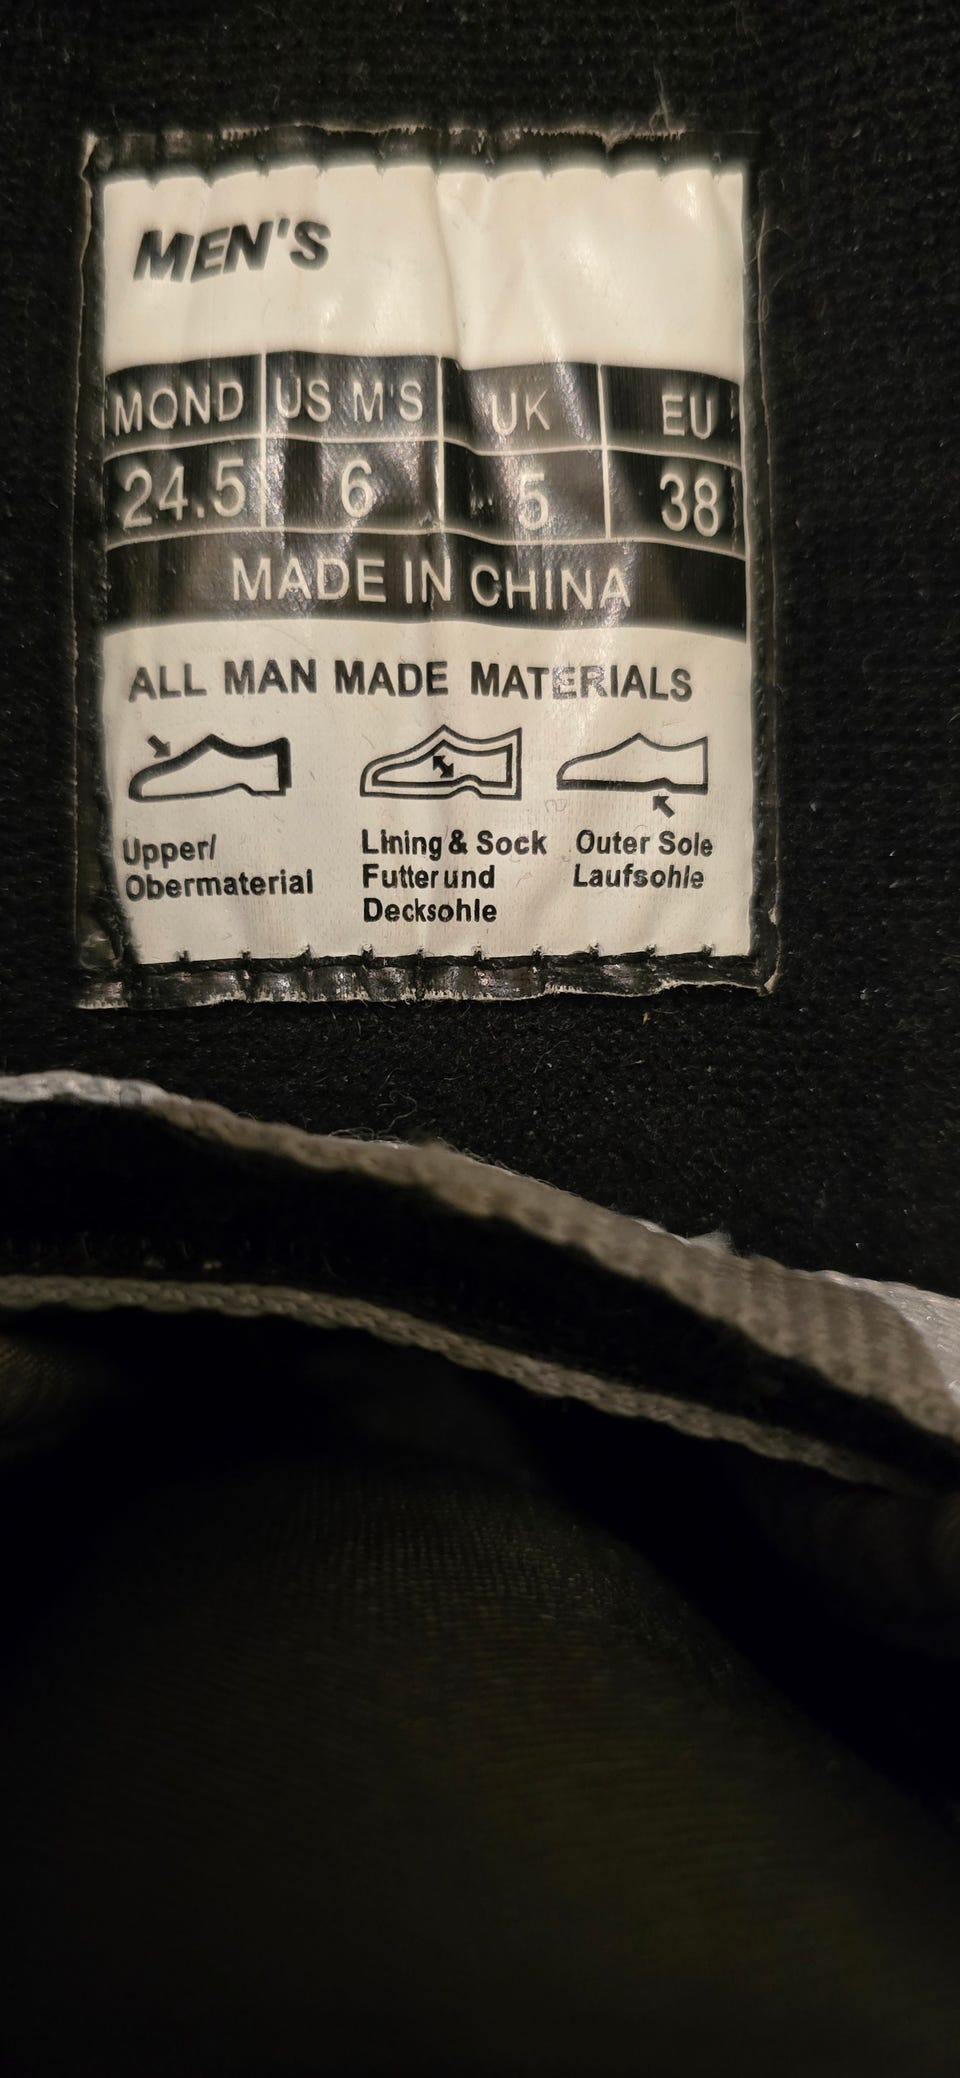 MEN'S
MOND US M'S UK EU
24.5 6 5 38
MADE IN CHINA
ALL MAN MADE MATERIALS
Upper/
Obermaterial
Lining & Sock
Futter und
Decksohle
Outer Sole
Laufsohle